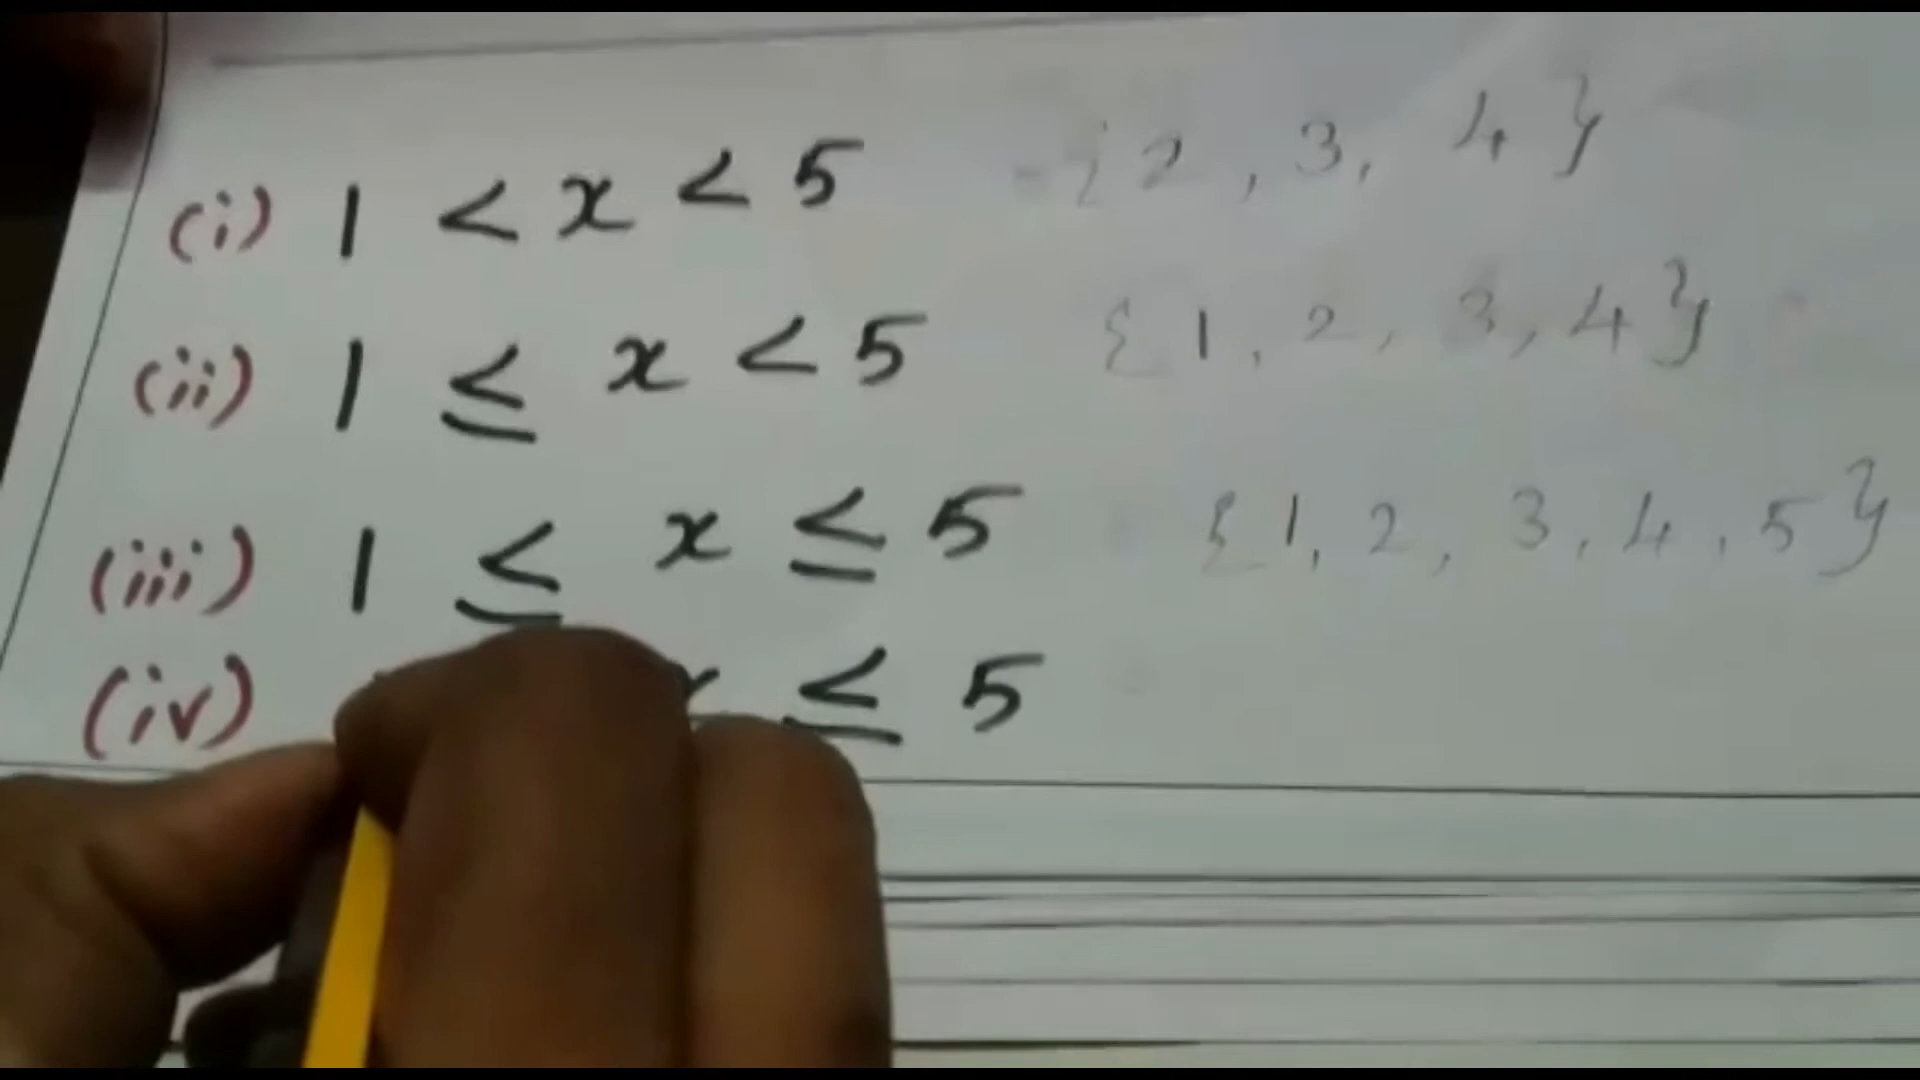 (i) 1 < x < 5 {2, 3, 4}
(ii) 1 ≤ x < 5 {1, 2, 3, 4}
(iii) 1 ≤ x ≤ 5 {1, 2, 3, 4, 5}
(iv) x ≤ 5